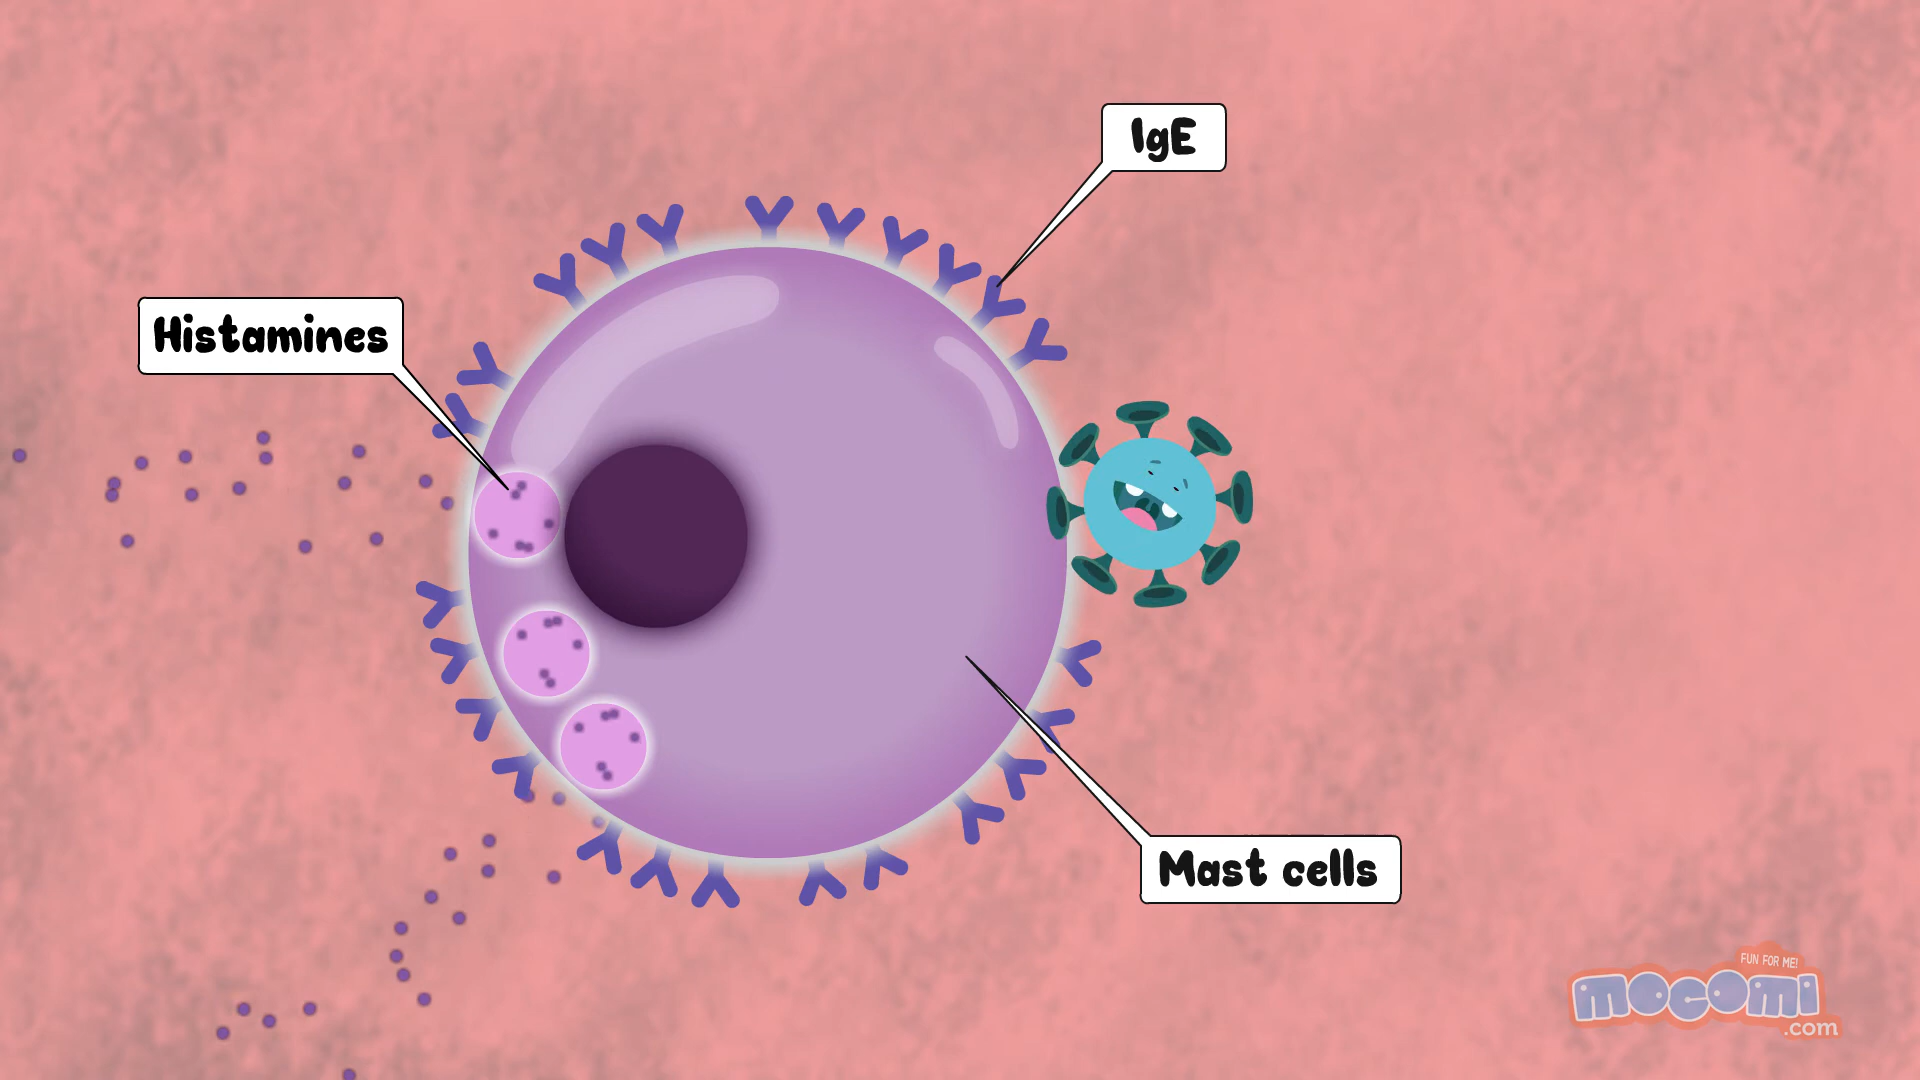 IgE
Histamines
Mast cells
FUN FOR ME!
mocomi
.com